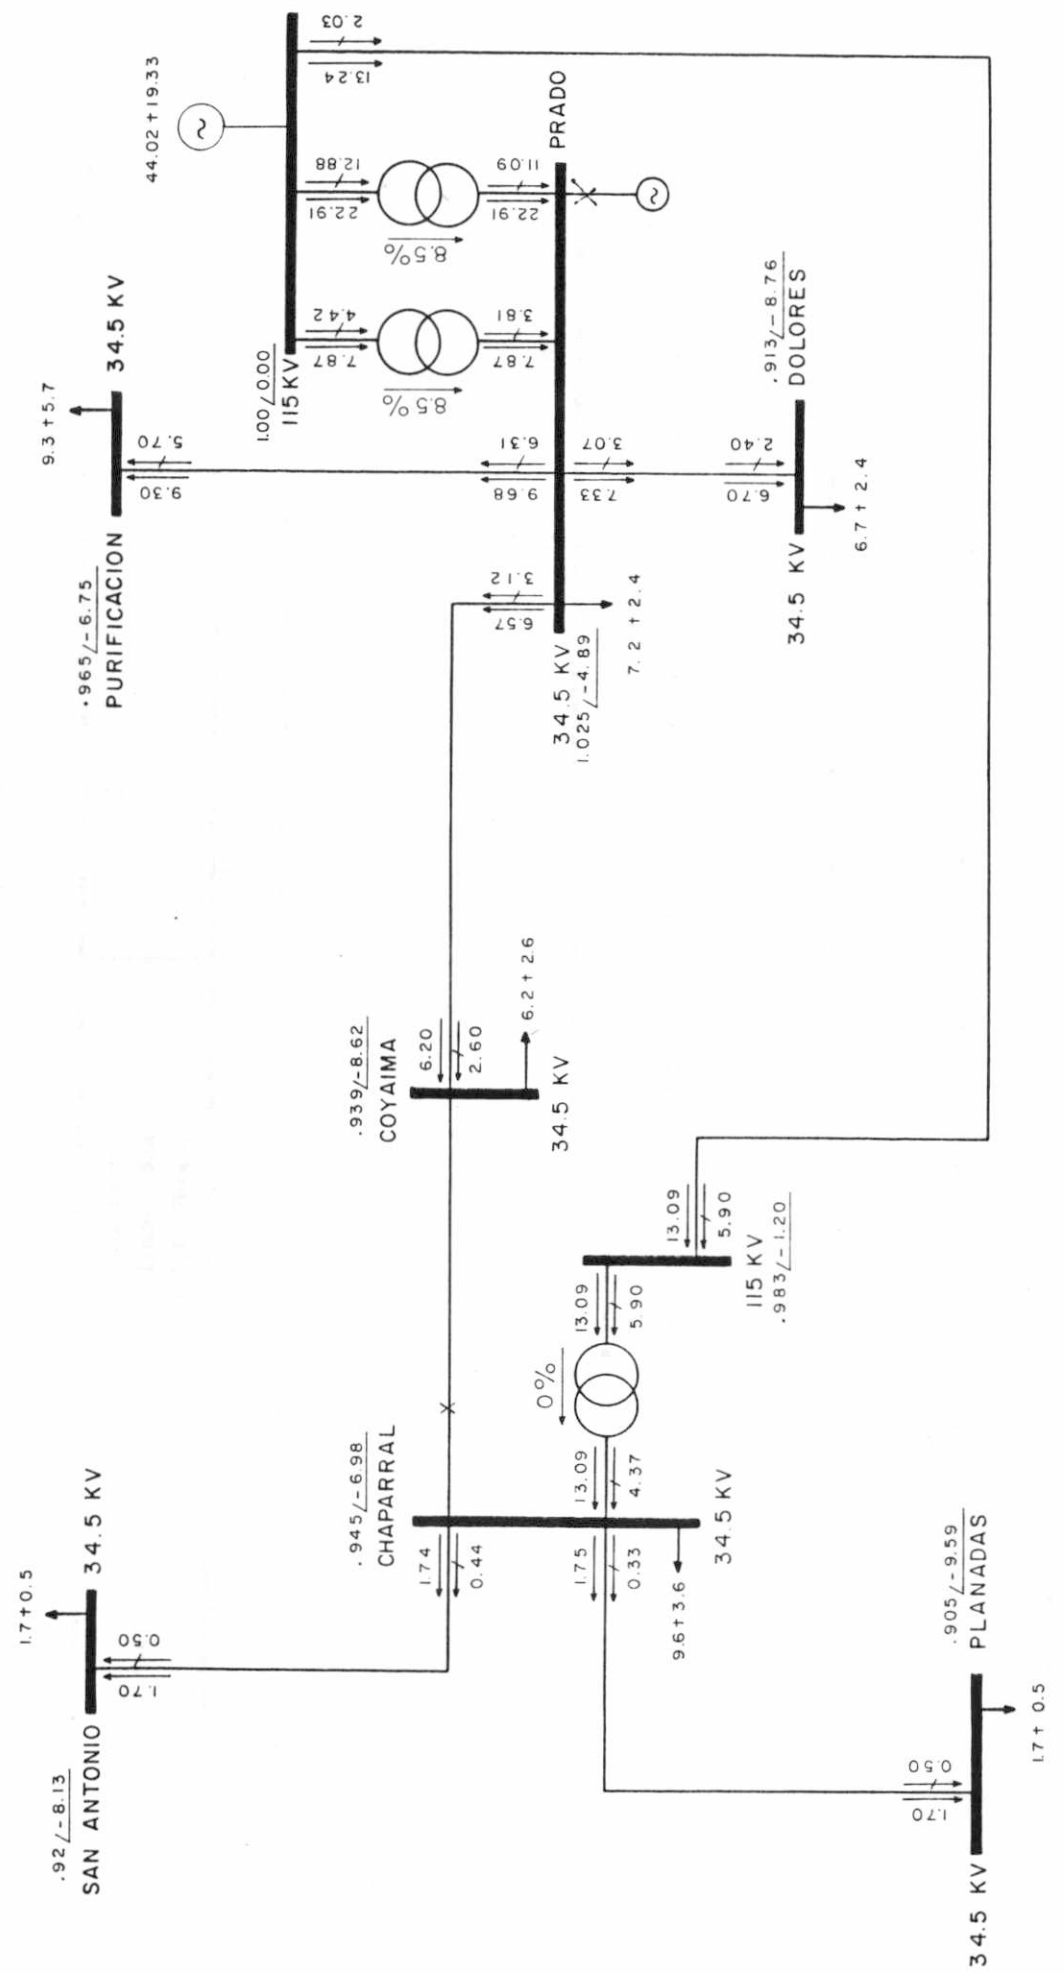 44.02 + 19.33
2.03
13.24
12.88
22.91
11.09
22.91
8.5%
PRADO
4.42
7.87
3.81
7.87
8.5%
1.00/0.00
115 KV
34.5 KV
9.3 + 5.7
5.70
9.30
.965/-6.75
PURIFICACION
6.31
9.68
3.07
7.33
2.40
6.70
.913/-8.76
DOLORES
34.5 KV
6.7 + 2.4
3.12
6.57
34.5 KV
1.025/-4.89
7.2 + 2.4
.939/-8.62
COYAIMA
6.20
2.60
6.2 + 2.6
34.5 KV
13.09
5.90
115 KV
.983/-1.20
13.09
5.90
0%
13.09
4.37
.945/-6.98
CHAPARRAL
34.5 KV
1.74
0.44
1.75
0.33
9.6 + 3.6
34.5 KV
1.7 + 0.5
0.50
1.70
.92/-8.13
SAN ANTONIO
.905/-9.59
PLANADAS
0.50
1.70
1.7 + 0.5
34.5 KV